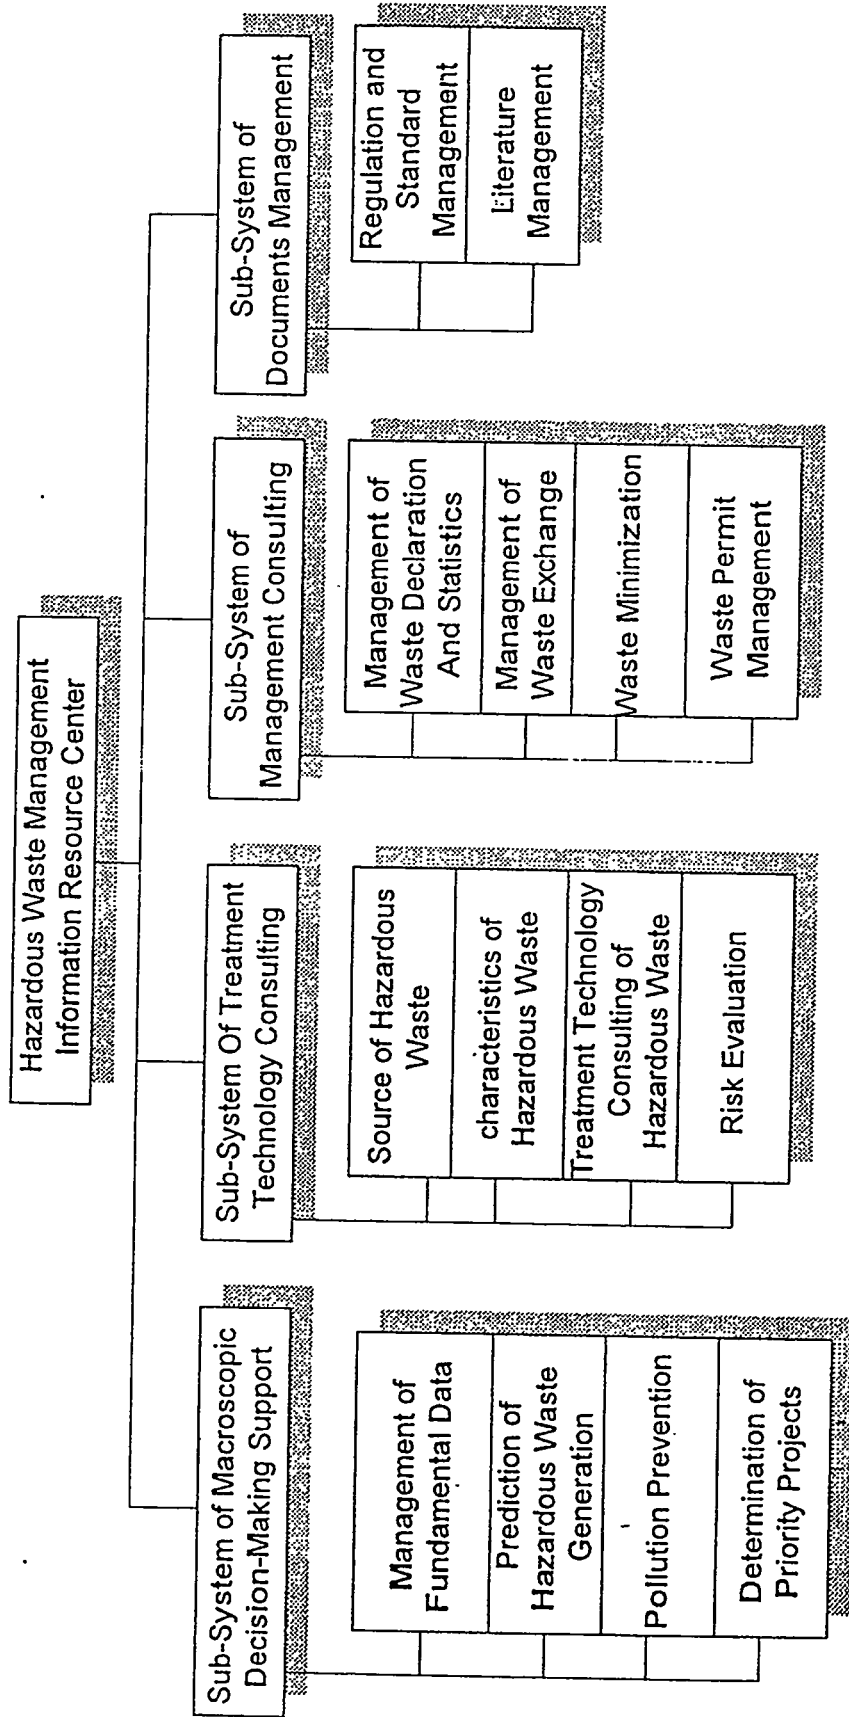 Hazardous Waste Management
Information Resource Center
Sub-System of Macroscopic
Decision-Making Support
Management of
Fundamental Data
Prediction of
Hazardous Waste
Generation
Pollution Prevention
Determination of
Priority Projects
Sub-System Of Treatment
Technology Consulting
Source of Hazardous
Waste
characteristics of
Hazardous Waste
Treatment Technology
Consulting of
Hazardous Waste
Risk Evaluation
Sub-System of
Management Consulting
Management of
Waste Declaration
And Statistics
Management of
Waste Exchange
Waste Minimization
Waste Permit
Management
Sub-System of
Documents Management
Regulation and
Standard
Management
Literature
Management